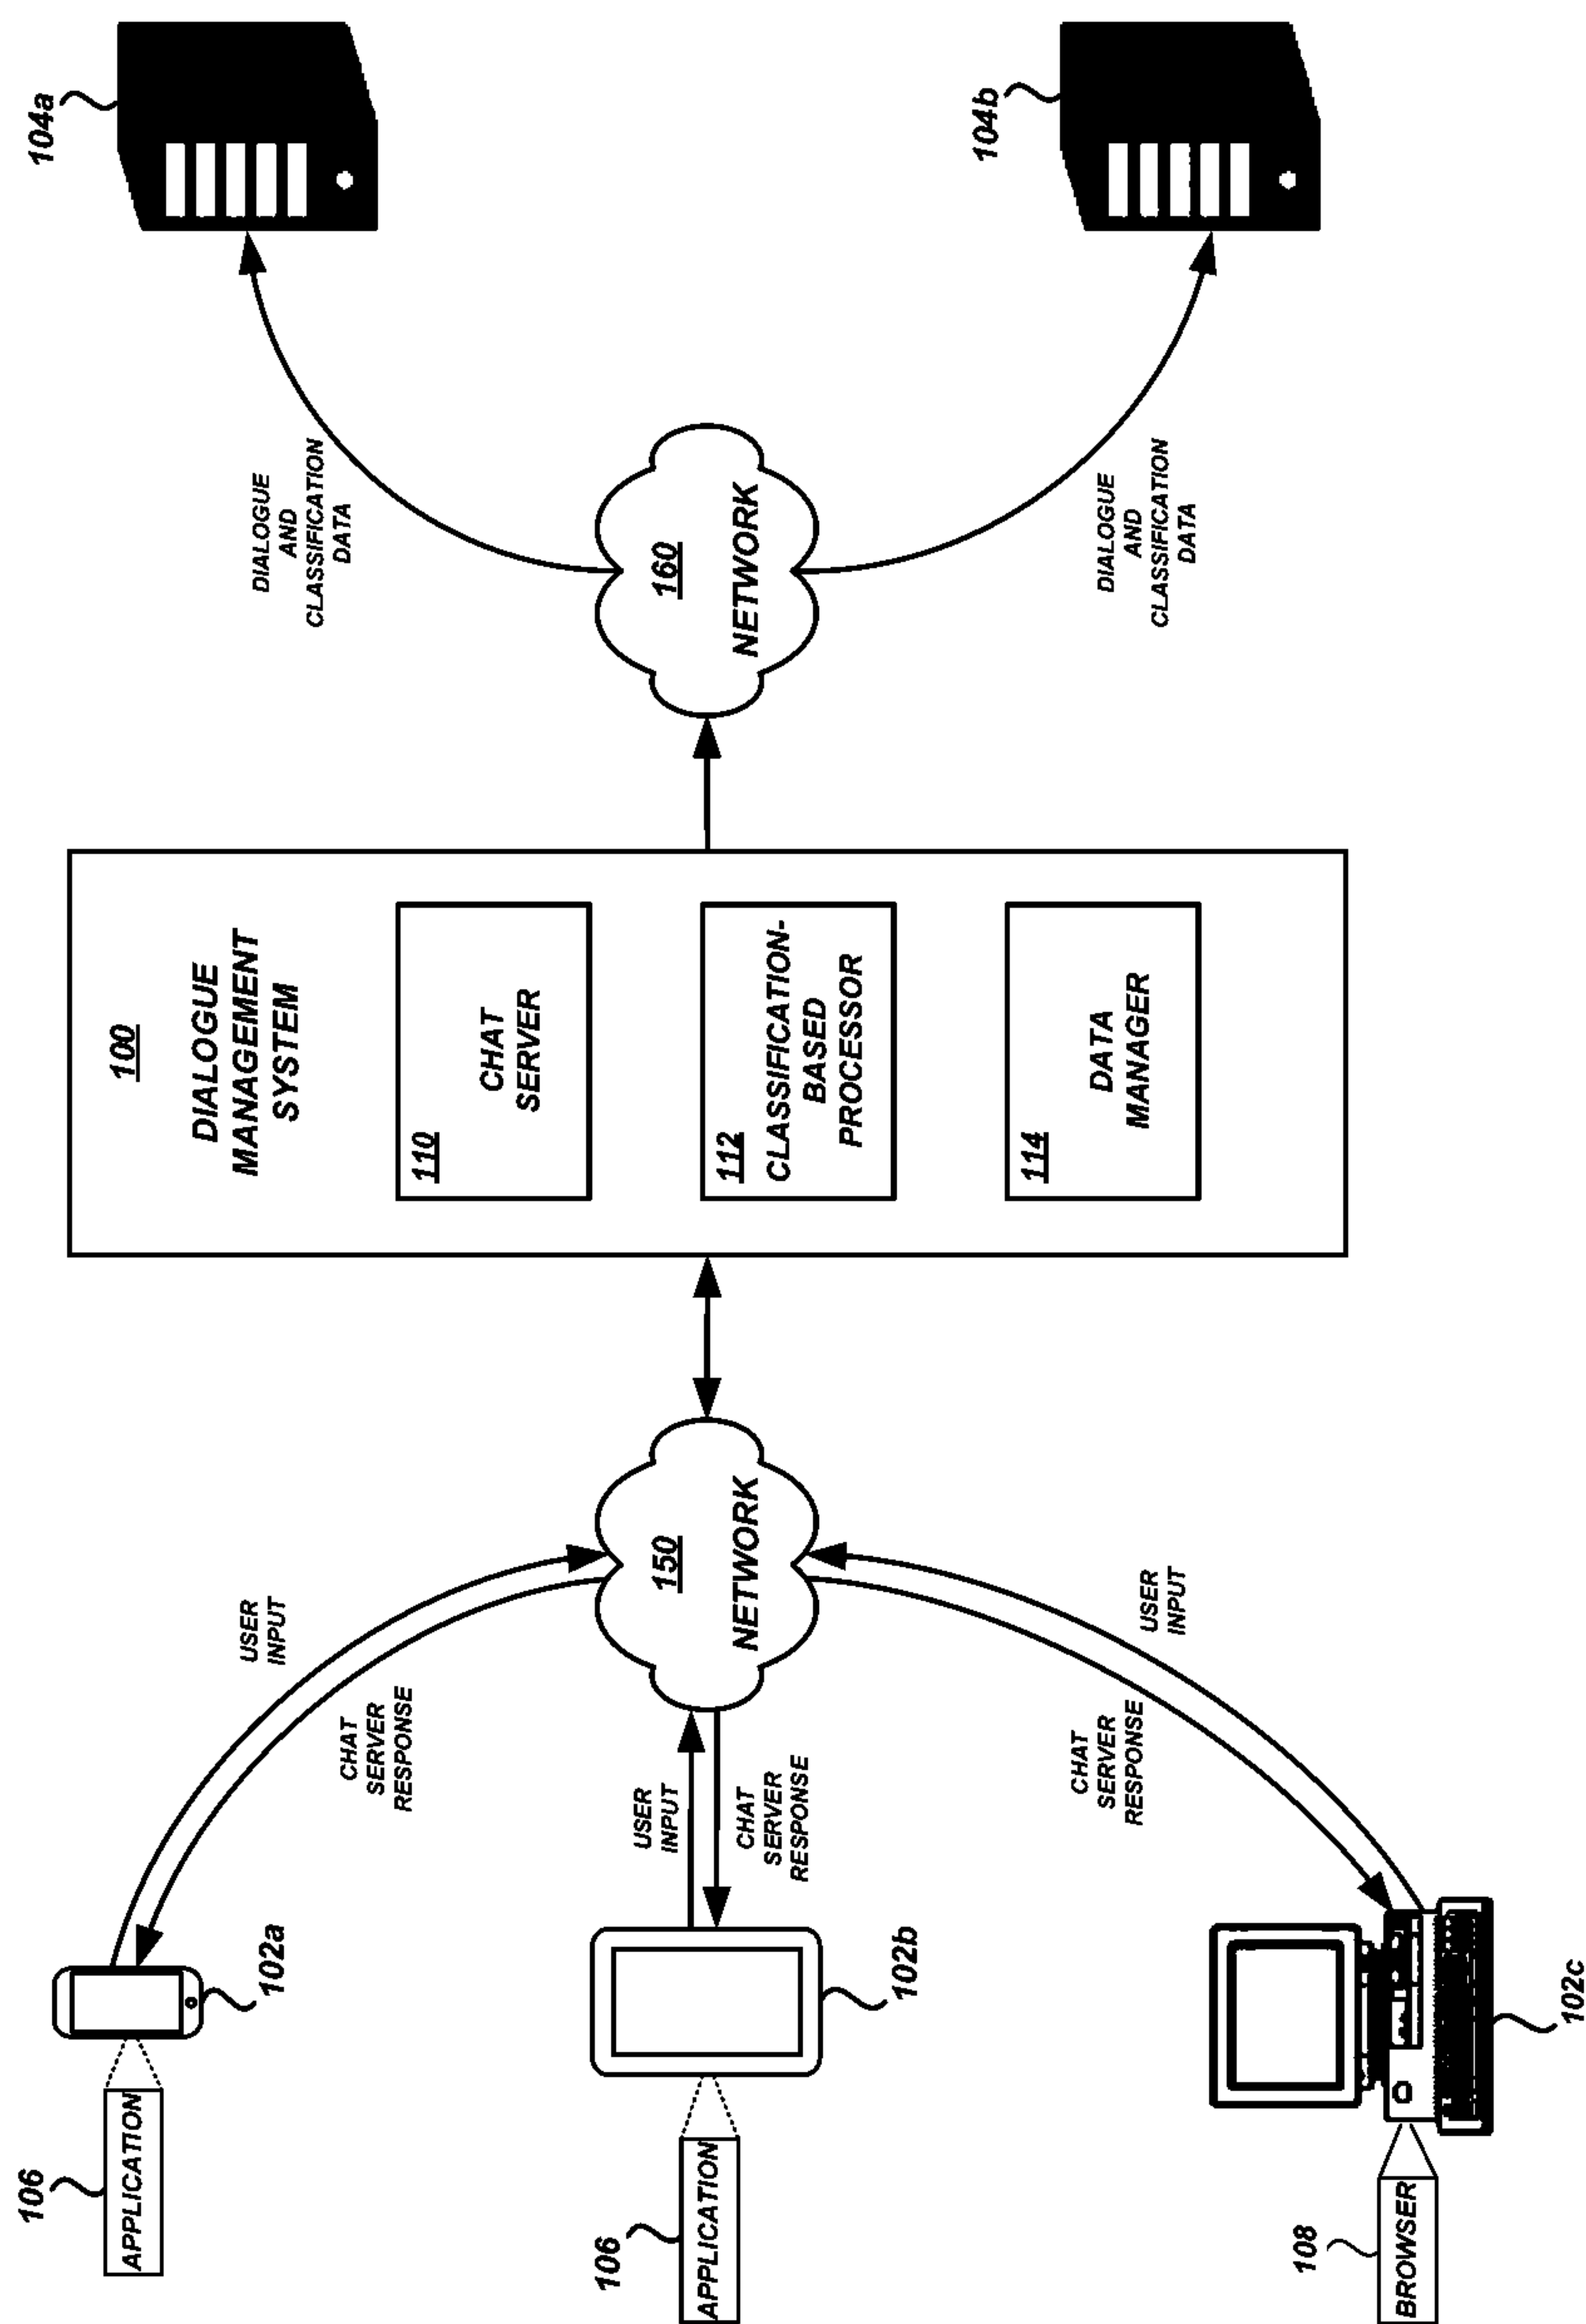 106
APPLICATION
102a
USER
INPUT
CHAT
SERVER
RESPONSE
106
APPLICATION
102b
USER
INPUT
CHAT
SERVER
RESPONSE
108
BROWSER
102c
CHAT
SERVER
RESPONSE
USER
INPUT
150
NETWORK
100
DIALOGUE
MANAGEMENT
SYSTEM
110
CHAT
SERVER
112
CLASSIFICATION-
BASED
PROCESSOR
114
DATA
MANAGER
160
NETWORK
DIALOGUE
AND
CLASSIFICATION
DATA
104a
DIALOGUE
AND
CLASSIFICATION
DATA
104b